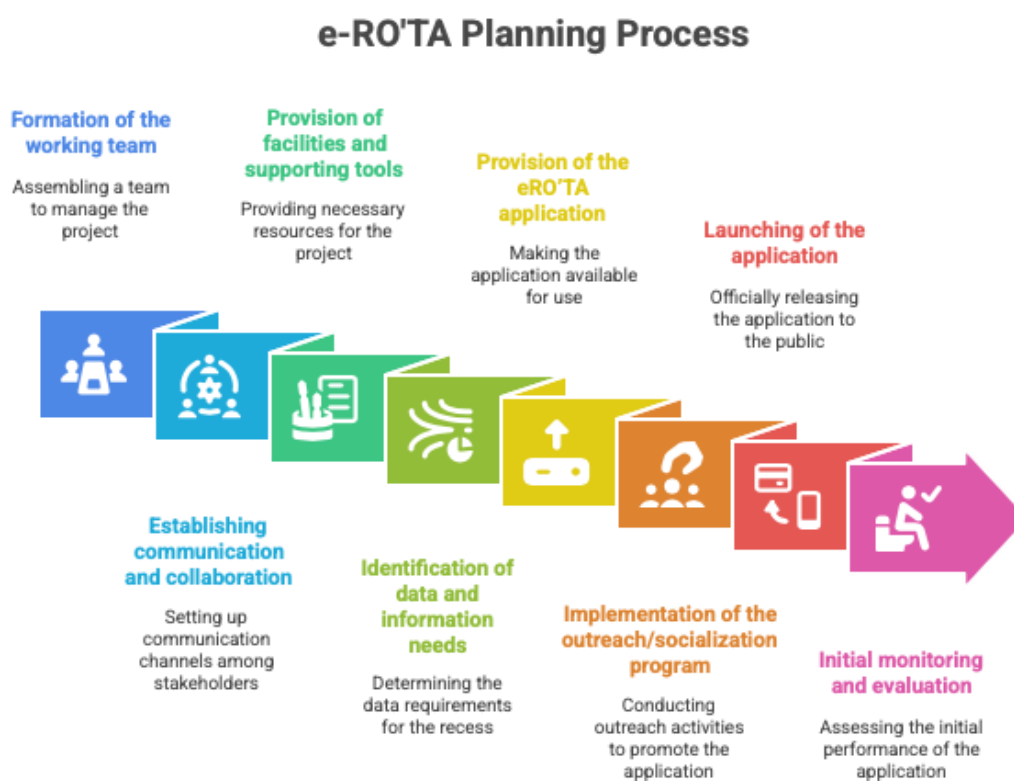 e-RO'TA Planning Process
Formation of the
working team
Assembling a team
to manage the
project
Provision of
facilities and
supporting tools
Providing necessary
resources for the
project
Provision of the
eRO'TA
application
Making the
application available
for use
Launching of the
application
Officially releasing
the application to
the public
Establishing
communication
and collaboration
Setting up
communication
channels among
stakeholders
Identification of
data and
information
needs
Determining the
data requirements
for the recess
Implementation of the
outreach/socialization
program
Conducting
outreach activities
to promote the
application
Initial monitoring
and evaluation
Assessing the initial
performance of the
application